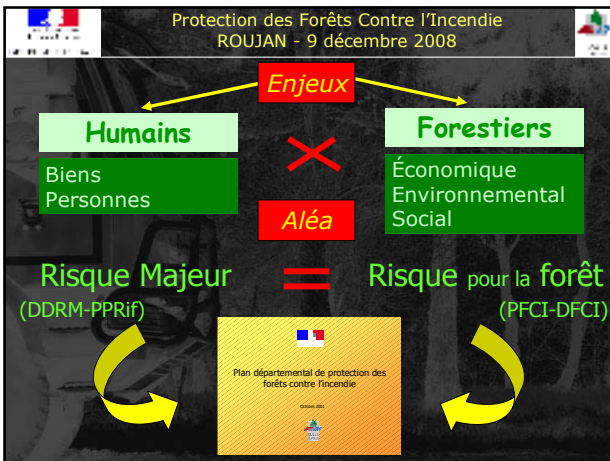 Protection des Forêts Contre l'Incendie
ROUJAN - 9 décembre 2008
Enjeux
Humains
Forestiers
Biens
Personnes
Économique
Environnemental
Social
Aléa
Risque Majeur
(DDRM-PPRif)
Risque pour la forêt
(PFCI-DFCI)
Plan départemental de protection des
forêts contre l'incendie